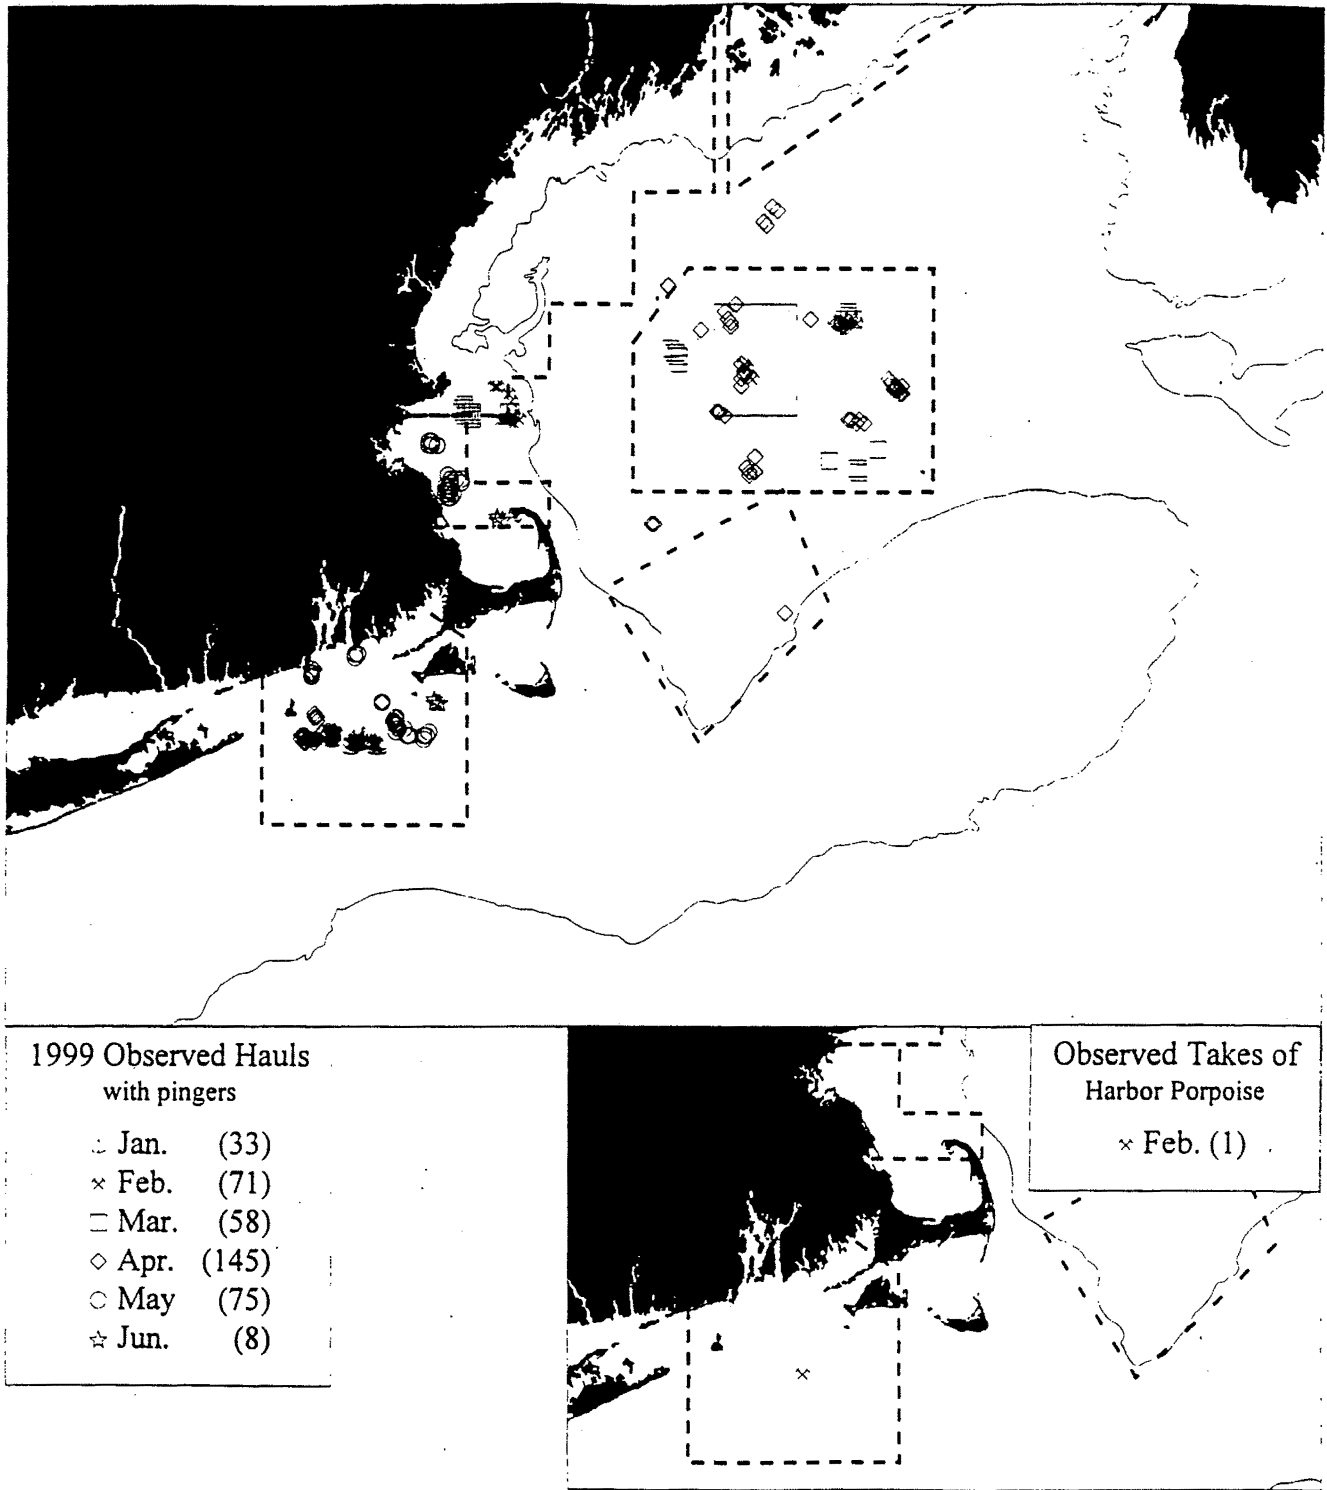 1999 Observed Hauls
with pingers
Jan. (33)
Feb. (71)
Mar. (58)
Apr. (145)
May (75)
Jun. (8)
Observed Takes of
Harbor Porpoise
Feb. (1)